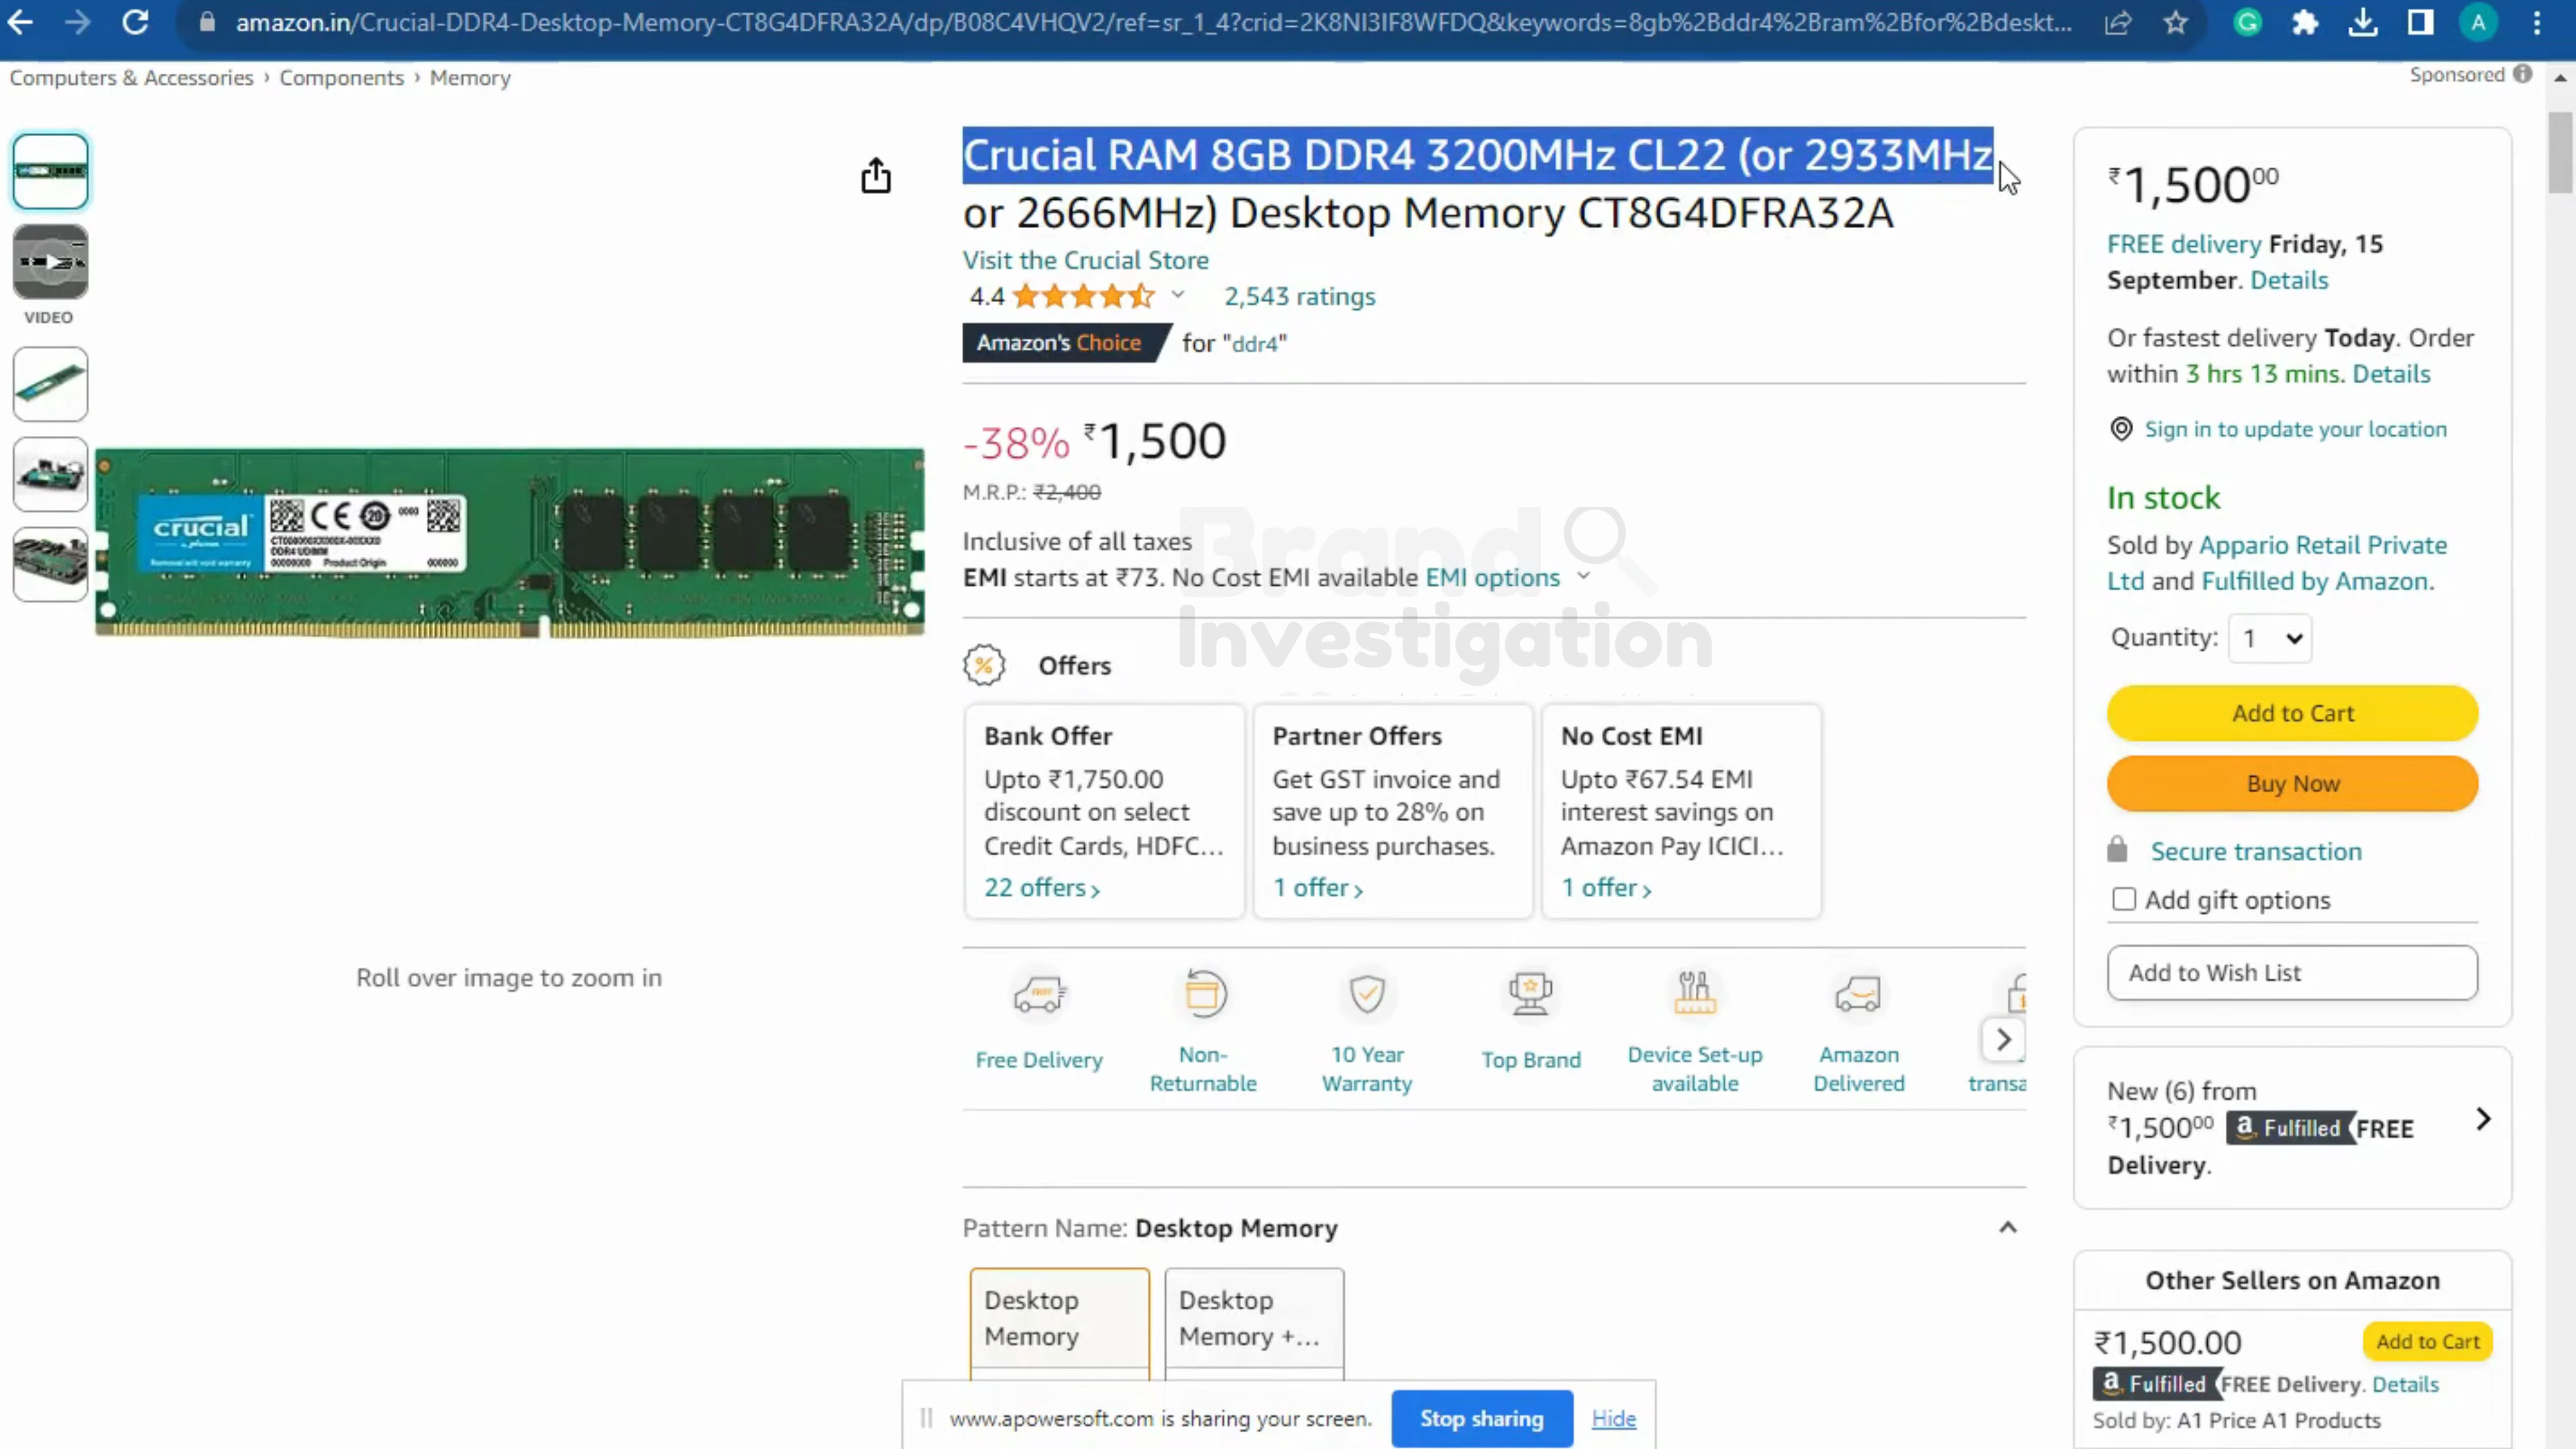 amazon.in/Crucial-DDR4-Desktop-Memory-CT8G4DFRA32A/dp/B08C4VHQV2/ref=sr_1_4?crid=2K8NI3IF8WFDQ&keywords=8gb%2Bddr4%2Bram%2Bfor%2Bdeskt...
A
Computers & Accessories › Components › Memory
Sponsored
VIDEO
crucial
DDR4 UDIMM
Product Origin
Roll over image to zoom in
Crucial RAM 8GB DDR4 3200MHz CL22 (or 2933MHz
or 2666MHz) Desktop Memory CT8G4DFRA32A
Visit the Crucial Store
4.4 2,543 ratings
Amazon's Choice for "ddr4"
-38% ₹1,500
M.R.P.: ₹2,400
Inclusive of all taxes
EMI starts at ₹73. No Cost EMI available EMI options
Brand
Investigation
% Offers
Bank Offer
Upto ₹1,750.00
discount on select
Credit Cards, HDFC...
22 offers ›
Partner Offers
Get GST invoice and
save up to 28% on
business purchases.
1 offer ›
No Cost EMI
Upto ₹67.54 EMI
interest savings on
Amazon Pay ICICI...
1 offer ›
Free Delivery
Non-
Returnable
10 Year
Warranty
Top Brand
Device Set-up
available
Amazon
Delivered
transa
Pattern Name: Desktop Memory
Desktop
Memory
Desktop
Memory +...
₹1,50000
FREE delivery Friday, 15
September. Details
Or fastest delivery Today. Order
within 3 hrs 13 mins. Details
Sign in to update your location
In stock
Sold by Appario Retail Private
Ltd and Fulfilled by Amazon.
Quantity: 1
Add to Cart
Buy Now
Secure transaction
Add gift options
Add to Wish List
New (6) from
₹1,50000 a Fulfilled FREE
Delivery.
Other Sellers on Amazon
₹1,500.00 Add to Cart
a Fulfilled FREE Delivery. Details
Sold by: A1 Price A1 Products
www.apowersoft.com is sharing your screen. Stop sharing Hide